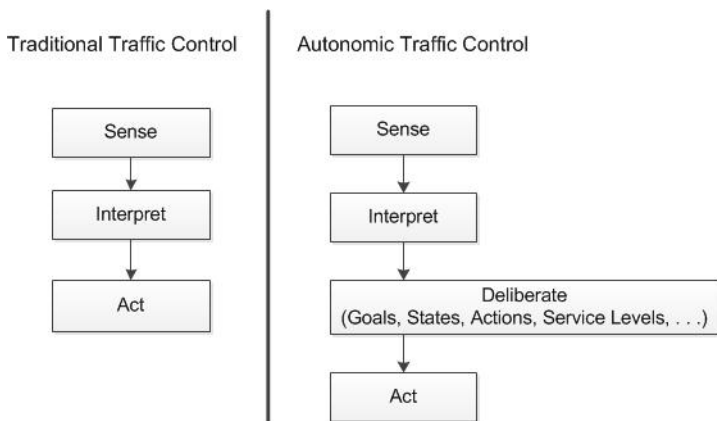 Traditional Traffic Control
Sense
Interpret
Act
Autonomic Traffic Control
Sense
Interpret
Deliberate
(Goals, States, Actions, Service Levels, . . .)
Act